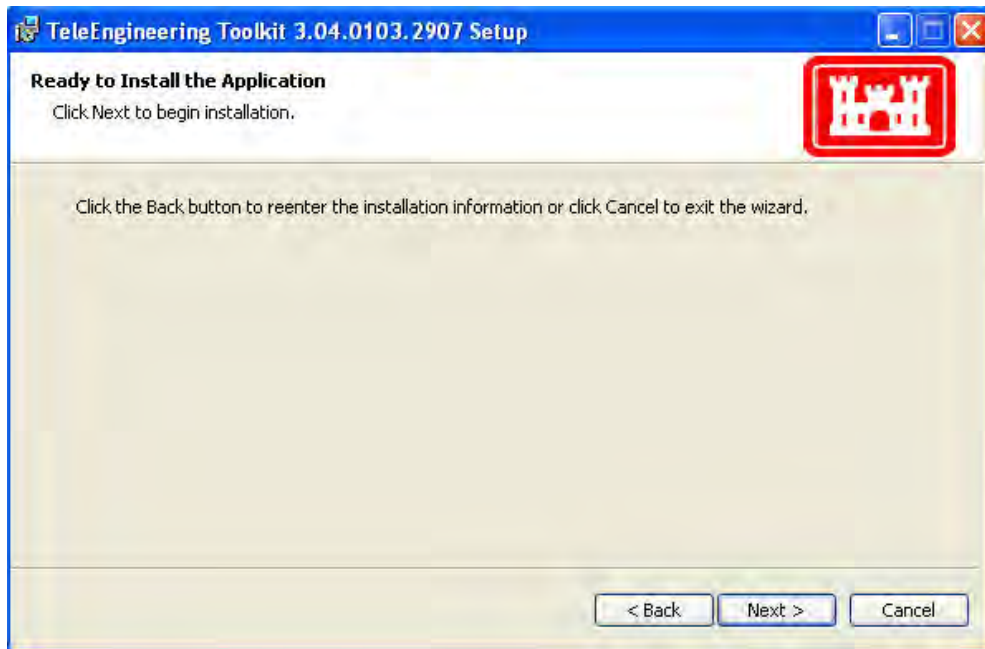 TeleEngineering Toolkit 3.04.0103.2907 Setup
Ready to Install the Application
Click Next to begin installation.
Click the Back button to reenter the installation information or click Cancel to exit the wizard.
< Back
Next >
Cancel